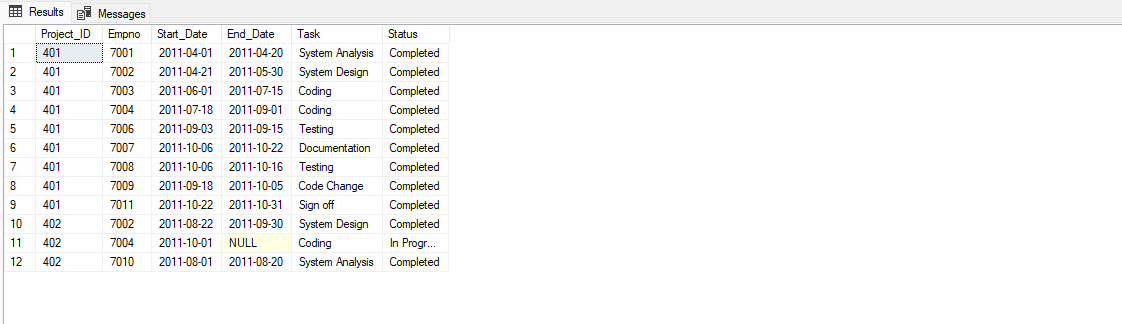 Results Messages
Project_ID Empno Start_Date End_Date Task Status
1 401 7001 2011-04-01 2011-04-20 System Analysis Completed
2 401 7002 2011-04-21 2011-05-30 System Design Completed
3 401 7003 2011-06-01 2011-07-15 Coding Completed
4 401 7004 2011-07-18 2011-09-01 Coding Completed
5 401 7006 2011-09-03 2011-09-15 Testing Completed
6 401 7007 2011-10-06 2011-10-22 Documentation Completed
7 401 7008 2011-10-06 2011-10-16 Testing Completed
8 401 7009 2011-09-18 2011-10-05 Code Change Completed
9 401 7011 2011-10-22 2011-10-31 Sign off Completed
10 402 7002 2011-08-22 2011-09-30 System Design Completed
11 402 7004 2011-10-01 NULL Coding In Progr...
12 402 7010 2011-08-01 2011-08-20 System Analysis Completed